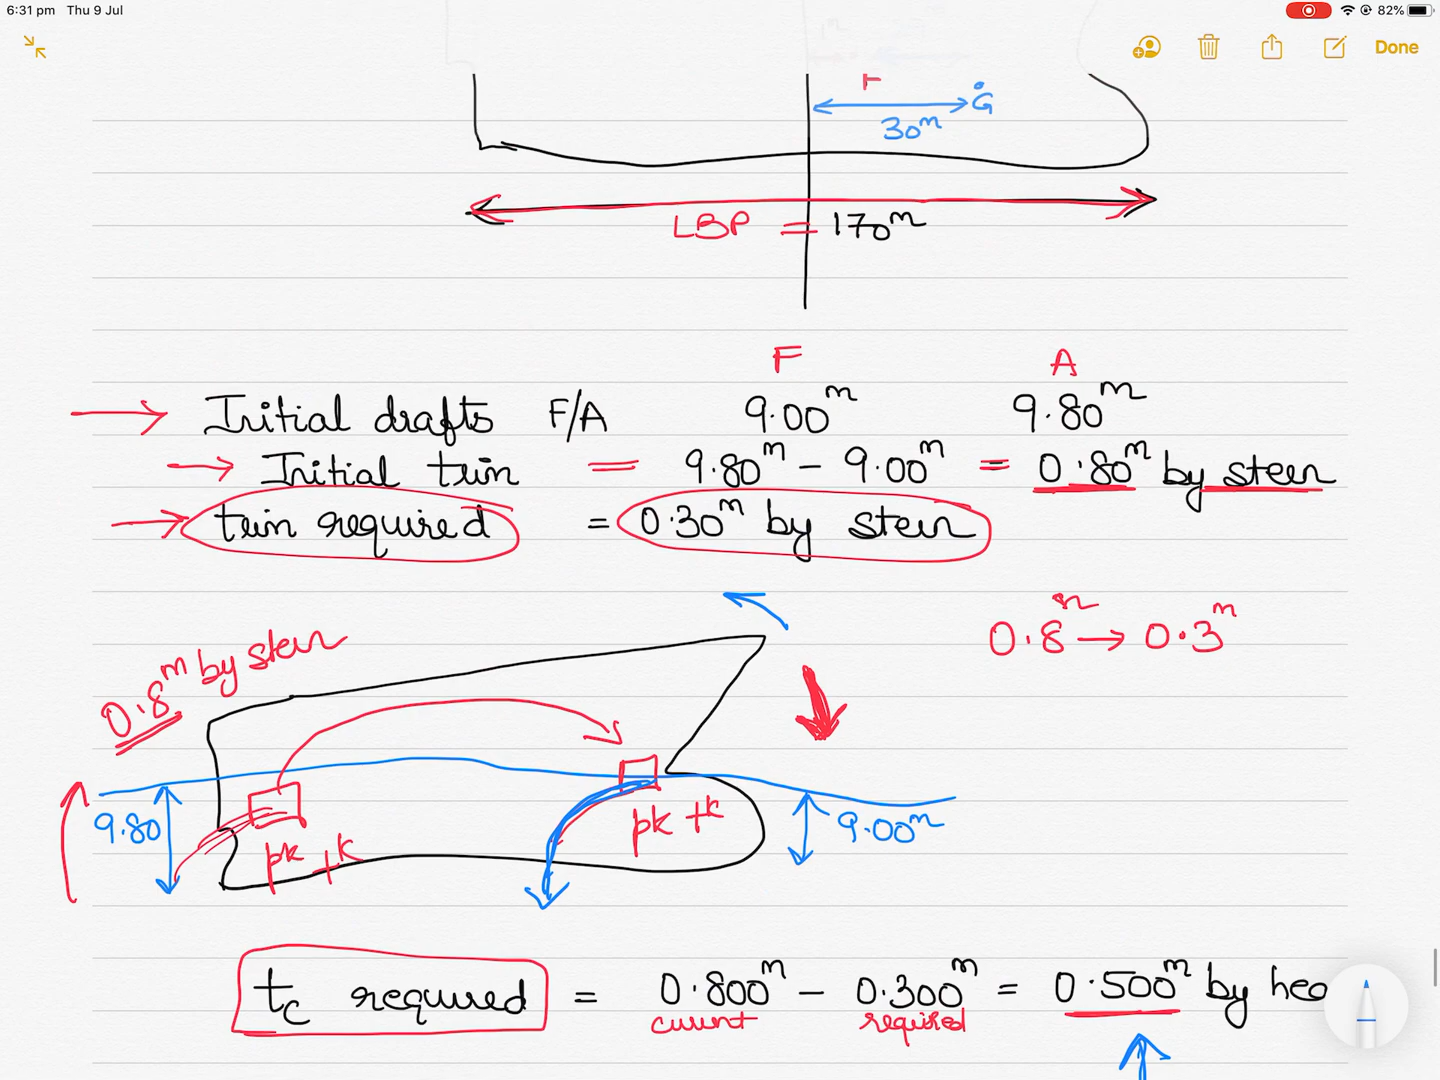 6:31 pm Thu 9 Jul
82%
Done
F
G
30m
LBP = 170m
F A
Initial drafts F/A 9.00m 9.80m
Initial trim = 9.80m - 9.00m = 0.80m by stern
trim required = 0.30m by stern
0.8m → 0.3m
0.8m by stern
9.80
pk tk
pk tk
9.00m
tc required = 0.800m - 0.300m = 0.500m by hea
current required